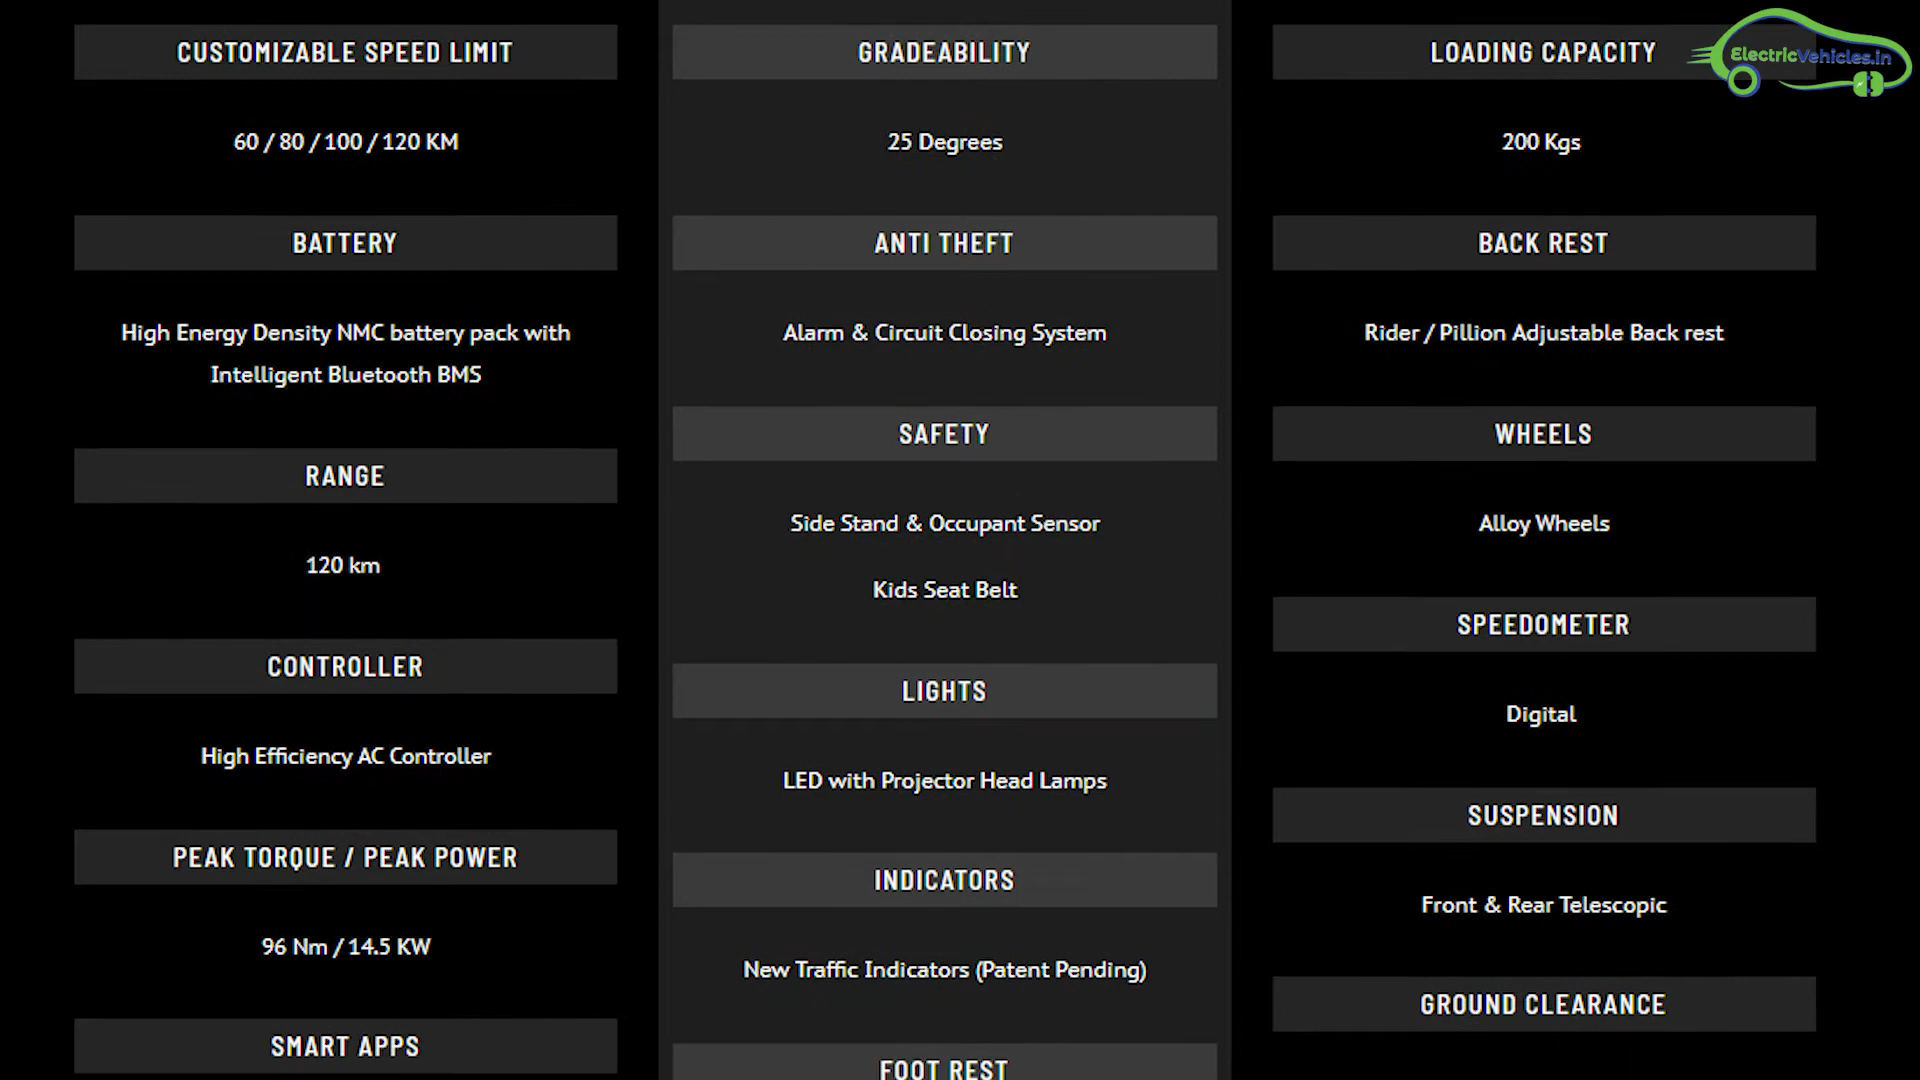 CUSTOMIZABLE SPEED LIMIT
60 / 80 / 100 / 120 KM
BATTERY
High Energy Density NMC battery pack with
Intelligent Bluetooth BMS
RANGE
120 km
CONTROLLER
High Efficiency AC Controller
PEAK TORQUE / PEAK POWER
96 Nm / 14.5 KW
SMART APPS
GRADEABILITY
25 Degrees
ANTI THEFT
Alarm & Circuit Closing System
SAFETY
Side Stand & Occupant Sensor
Kids Seat Belt
LIGHTS
LED with Projector Head Lamps
INDICATORS
New Traffic Indicators (Patent Pending)
FOOT REST
LOADING CAPACITY
200 Kgs
BACK REST
Rider / Pillion Adjustable Back rest
WHEELS
Alloy Wheels
SPEEDOMETER
Digital
SUSPENSION
Front & Rear Telescopic
GROUND CLEARANCE
ElectricVehicles.in